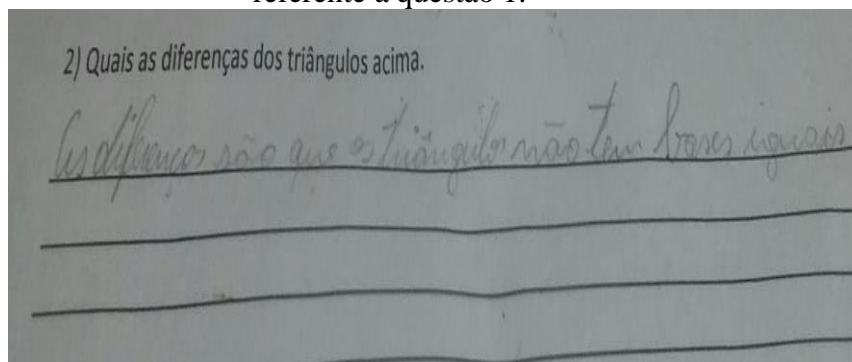 referente à questão 1.
2) Quais as diferenças dos triângulos acima.
As diferenças são que os triângulos não tem bases iguais